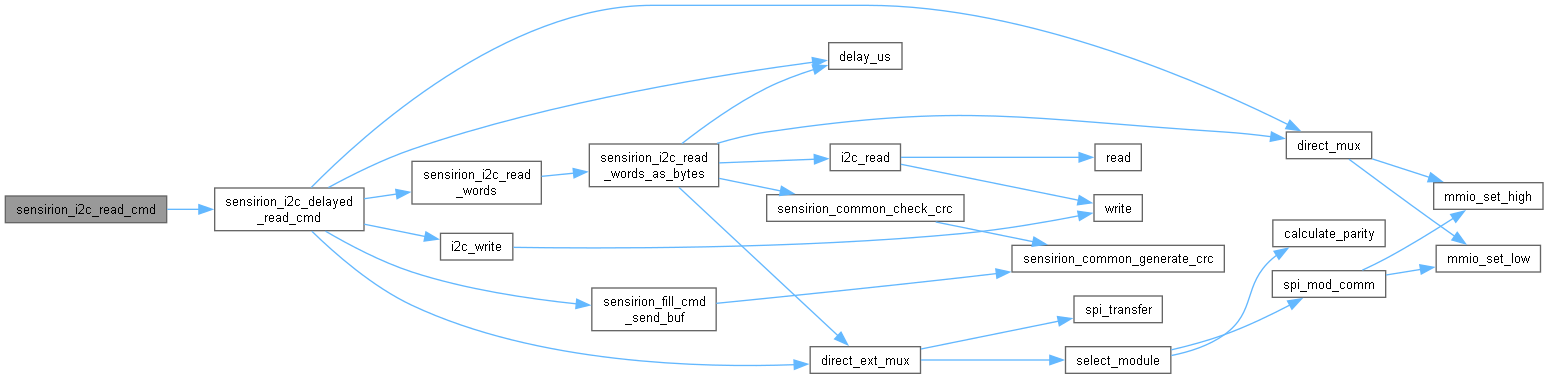 sensirion_i2c_read_cmd
sensirion_i2c_delayed
_read_cmd
sensirion_i2c_read
_words
i2c_write
sensirion_i2c_read
_words_as_bytes
sensirion_fill_cmd
_send_buf
delay_us
i2c_read
sensirion_common_check_crc
direct_ext_mux
read
write
sensirion_common_generate_crc
spi_transfer
select_module
direct_mux
calculate_parity
spi_mod_comm
mmio_set_high
mmio_set_low